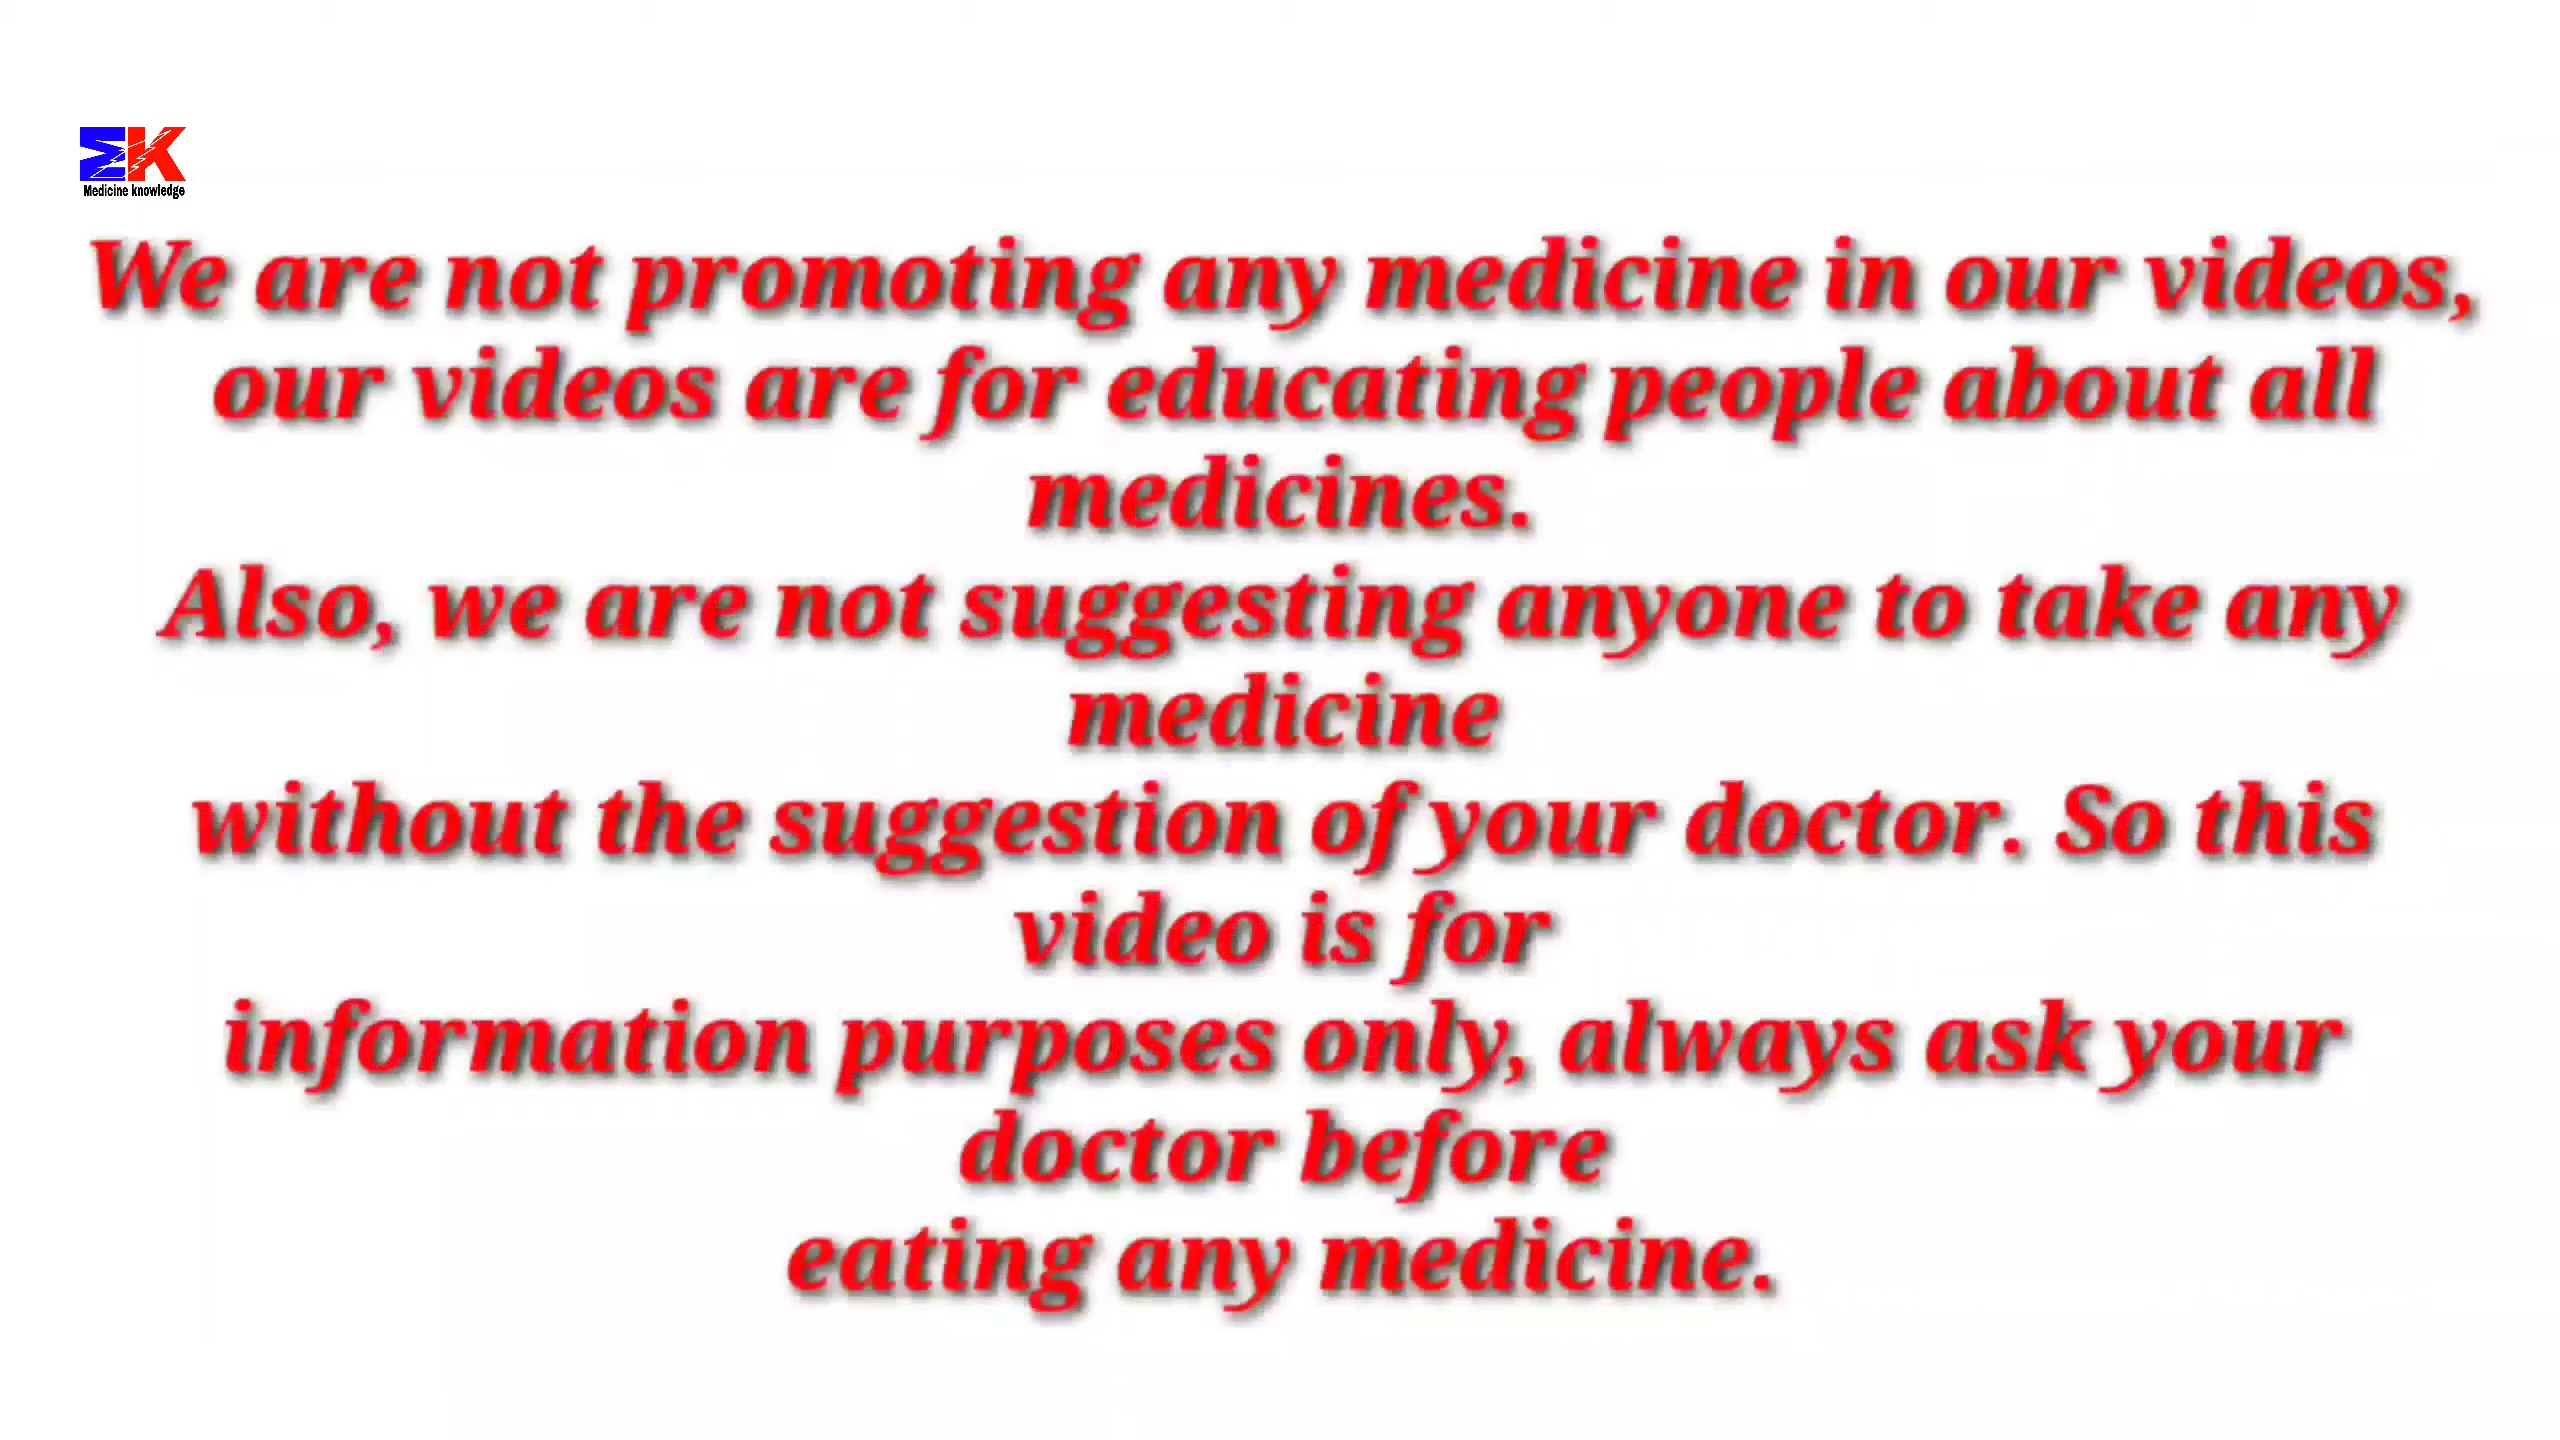 Medicine knowledge
We are not promoting any medicine in our videos,
our videos are for educating people about all
medicines.
Also, we are not suggesting anyone to take any
medicine
without the suggestion of your doctor. So this
video is for
information purposes only, always ask your
doctor before
eating any medicine.